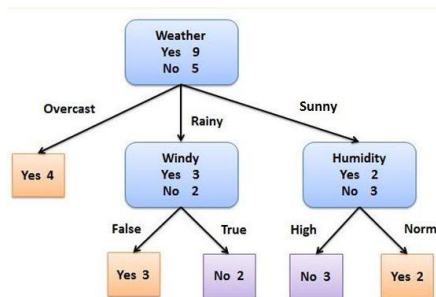 Weather
Yes 9
No 5
Overcast
Rainy
Sunny
Yes 4
Windy
Yes 3
No 2
Humidity
Yes 2
No 3
False
True
High
Norm
Yes 3
No 2
No 3
Yes 2